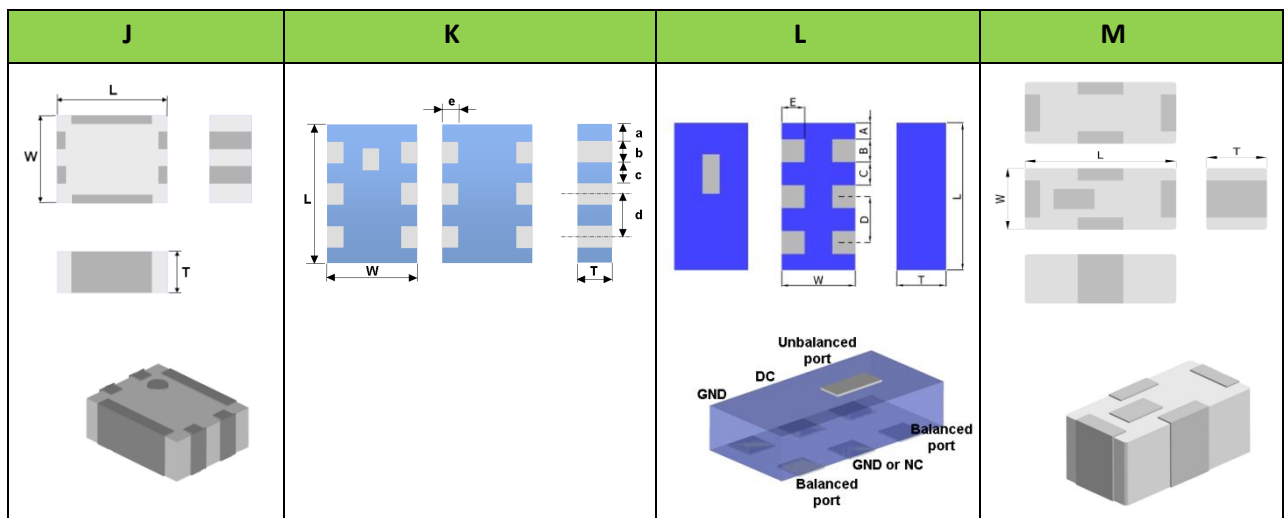 J
K
L
M
L
W
T
e
a
b
c
d
L
W
T
E
A
B
C
D
L
W
T
L
T
W
Unbalanced
port
DC
GND
Balanced
port
GND or NC
Balanced
port